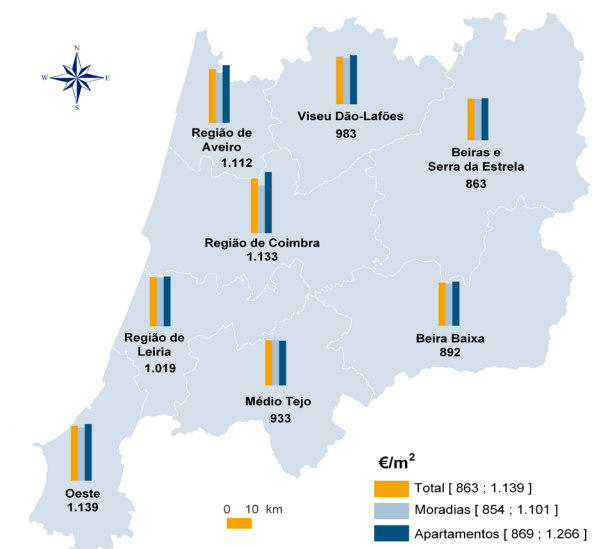 N
W E
S
Região de
Aveiro
1.112
Viseu Dão-Lafões
983
Beiras e
Serra da Estrela
863
Região de Coimbra
1.133
Região de
Leiria
1.019
Beira Baixa
892
Médio Tejo
933
Oeste
1.139
0 10 km
€/m²
Total [ 863 ; 1.139 ]
Moradias [ 854 ; 1.101 ]
Apartamentos [ 869 ; 1.266 ]